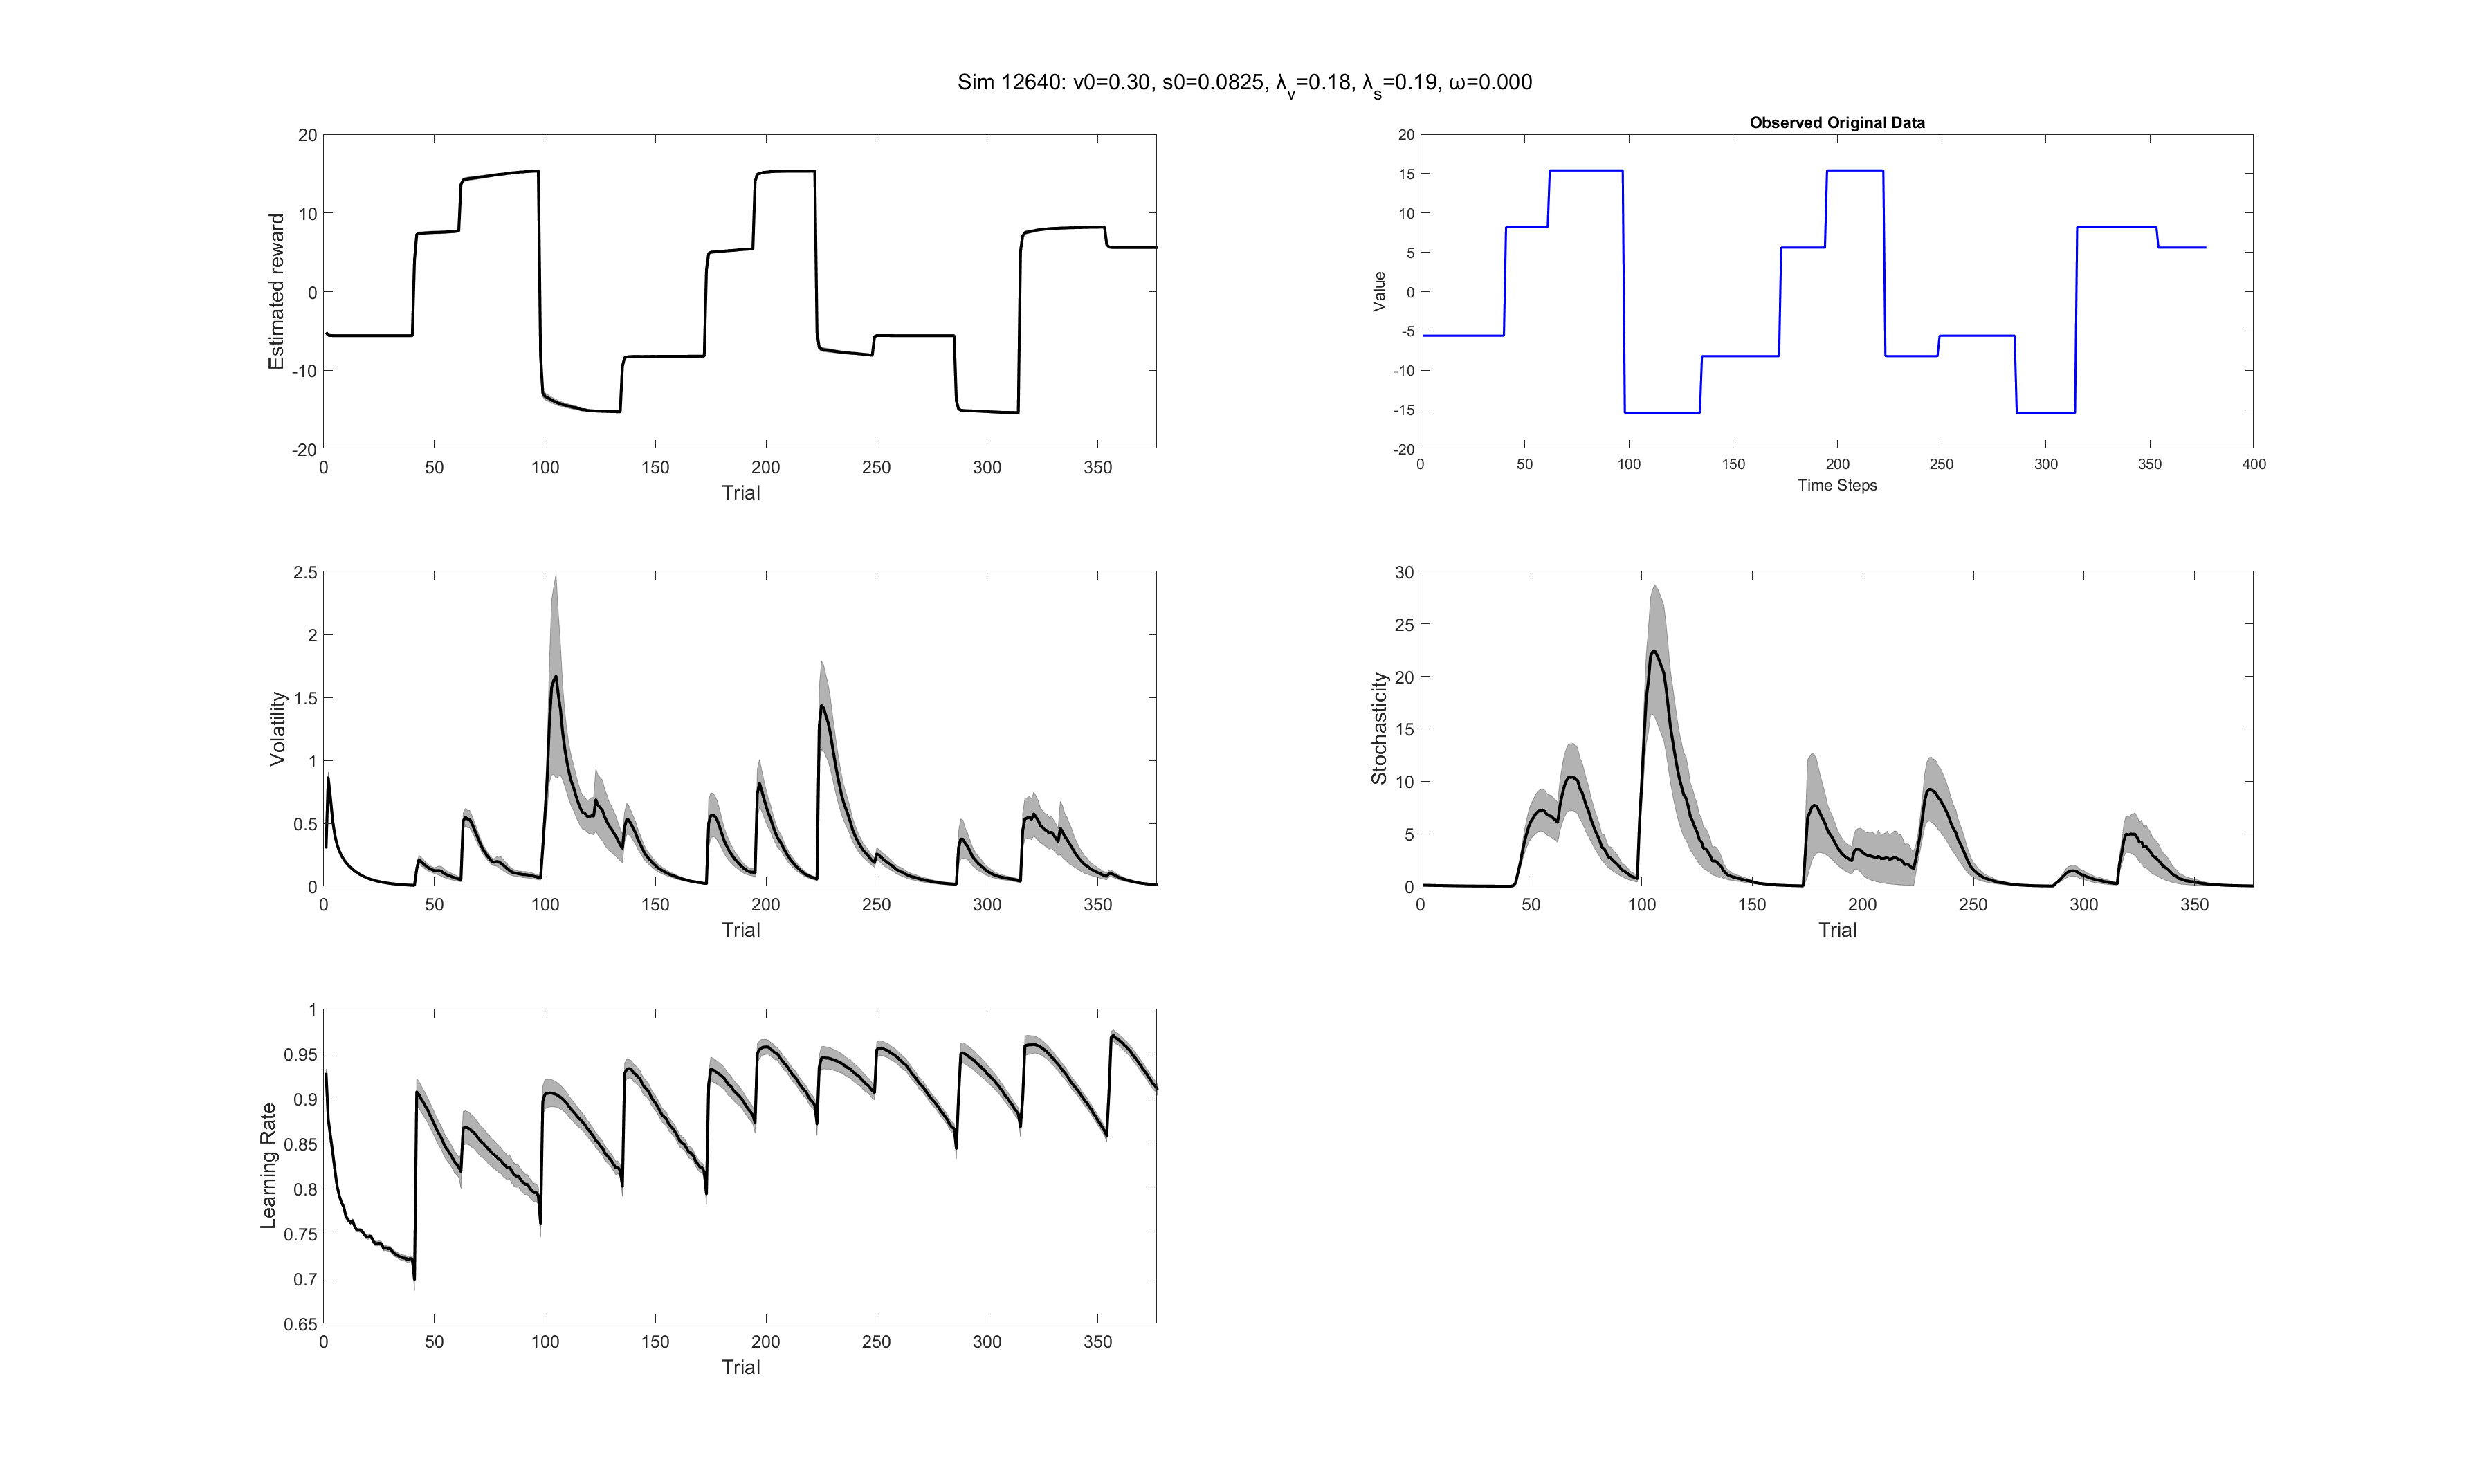 Sim 12640: v0=0.30, s0=0.0825, λv=0.18, λs=0.19, ω=0.000
20
10
0
-10
-20
Estimated reward
0 50 100 150 200 250 300 350
Trial
Observed Original Data
20
15
10
5
0
-5
-10
-15
-20
Value
0 50 100 150 200 250 300 350 400
Time Steps
2.5
2
1.5
1
0.5
0
Volatility
0 50 100 150 200 250 300 350
Trial
30
25
20
15
10
5
0
Stochasticity
0 50 100 150 200 250 300 350
Trial
1
0.95
0.9
0.85
0.8
0.75
0.7
0.65
Learning Rate
0 50 100 150 200 250 300 350
Trial